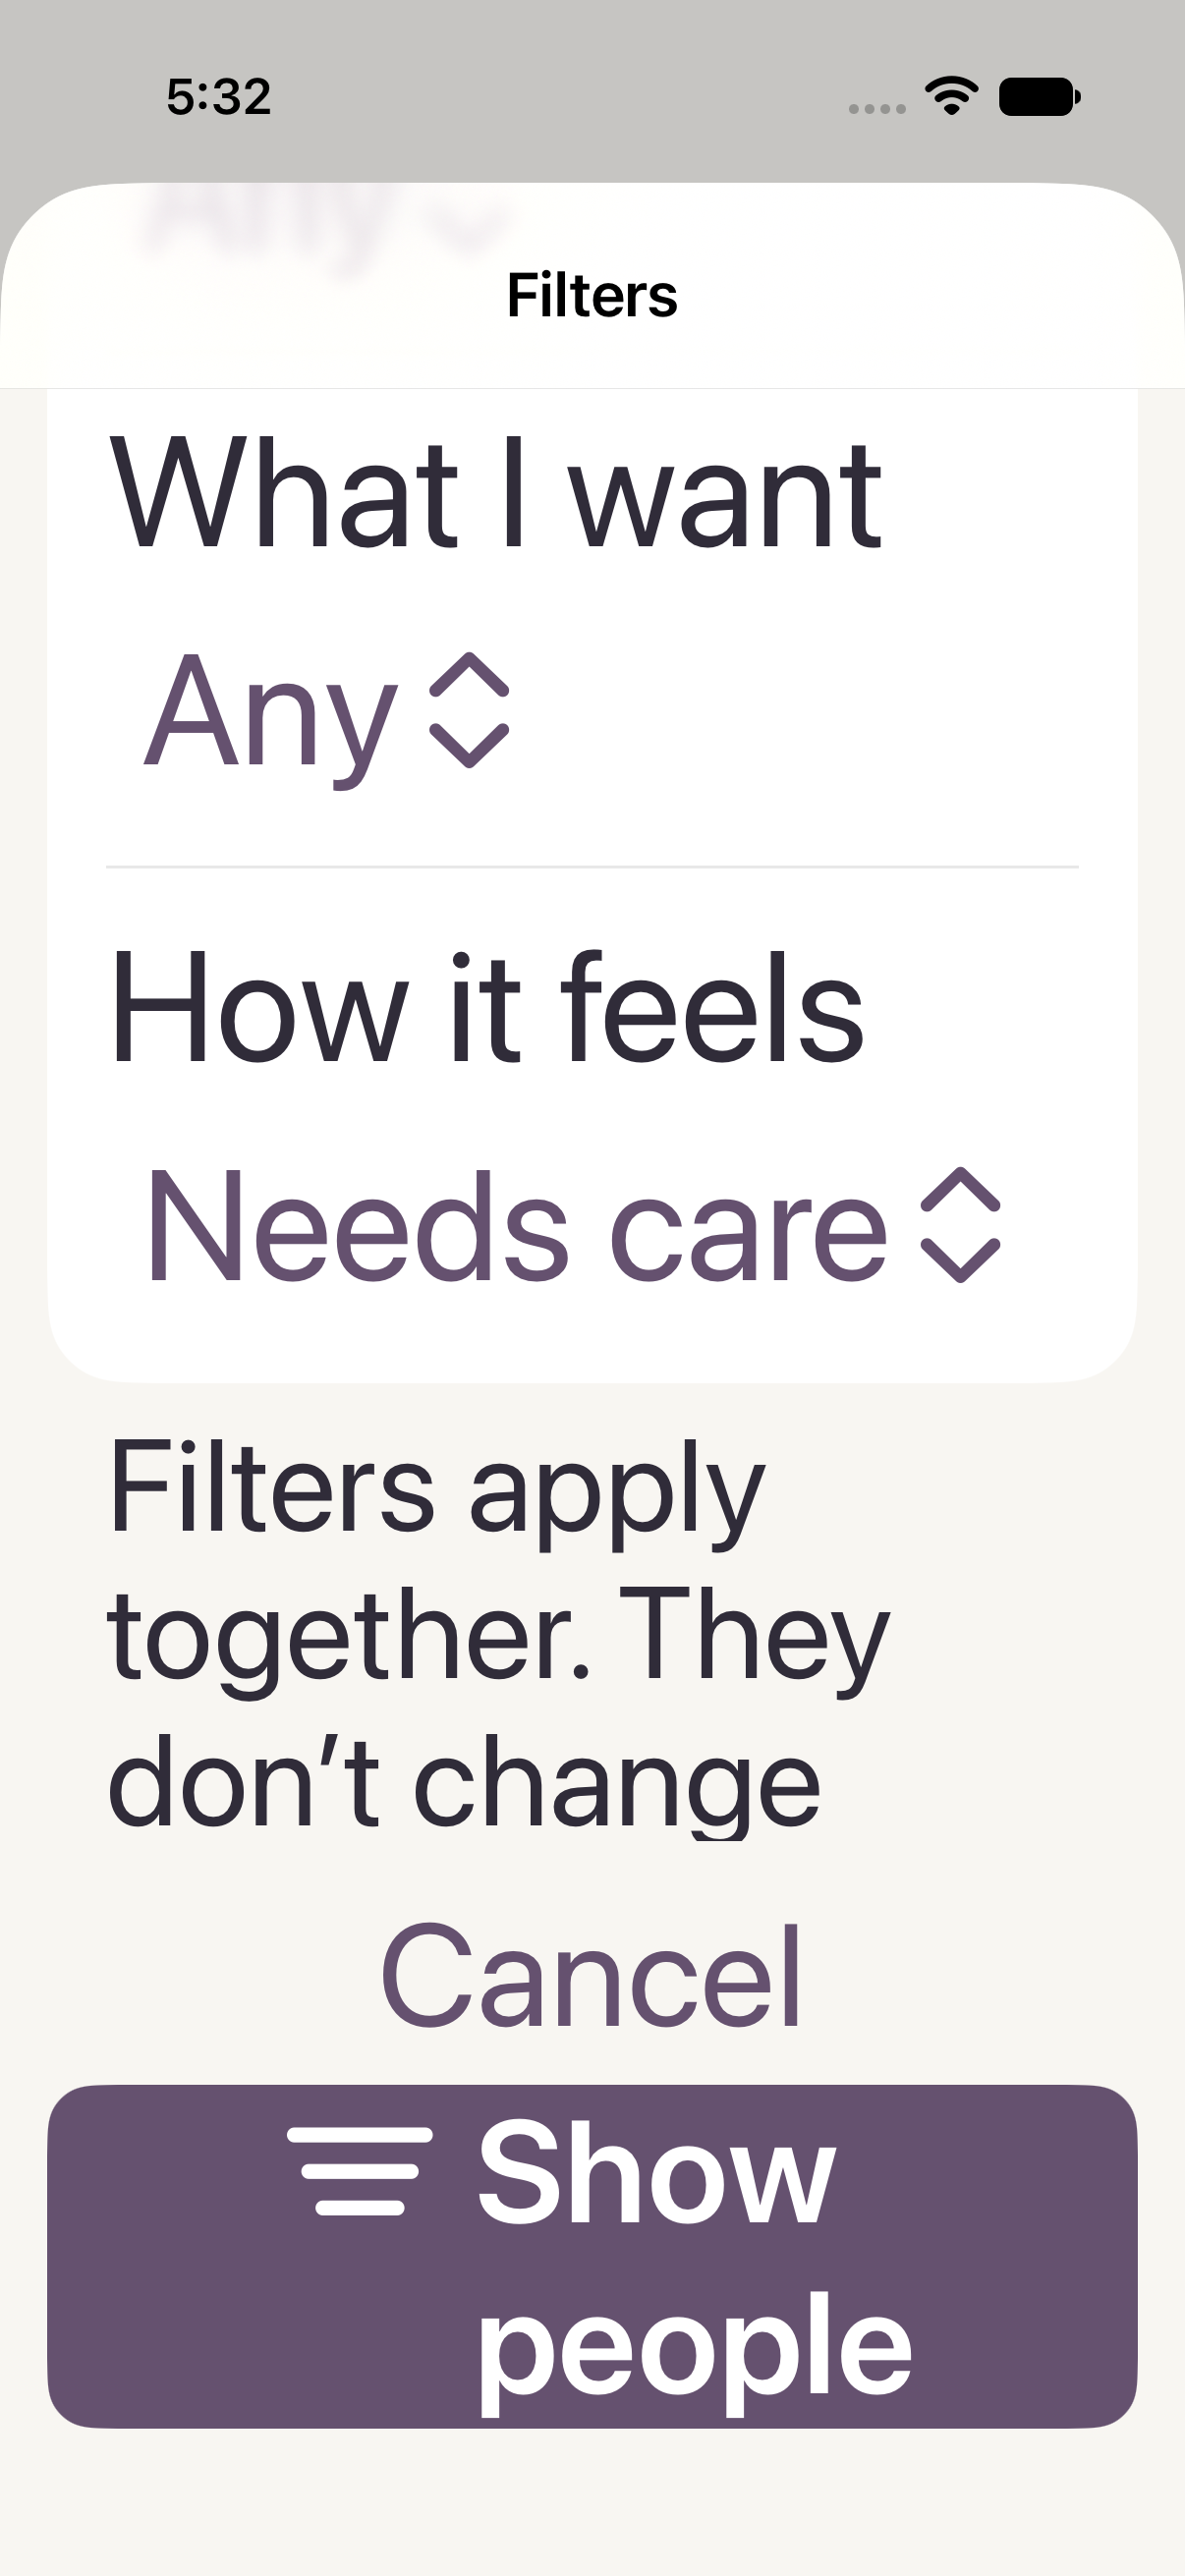 5:32
Any
Filters
What I want
Any
How it feels
Needs care
Filters apply
together. They
don’t change
Cancel
Show
people